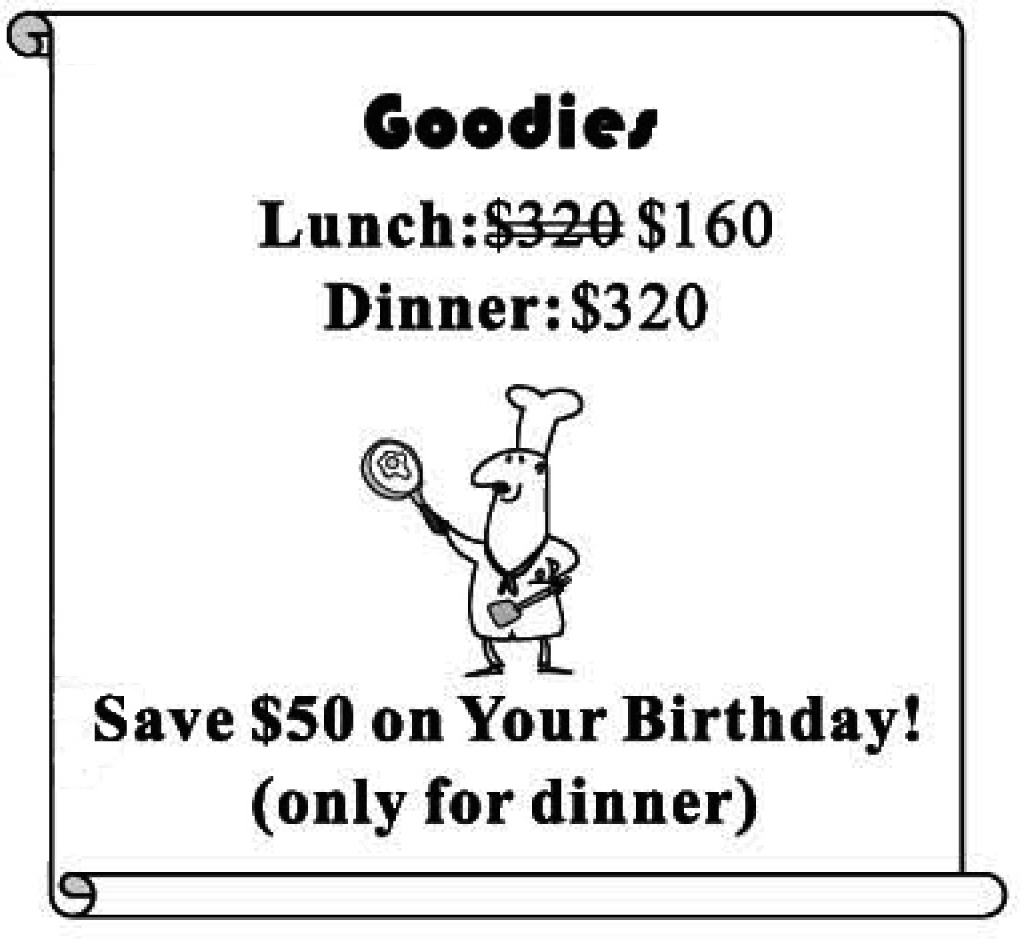 Goodies
Lunch:$320 $160
Dinner:$320
Save $50 on Your Birthday!
(only for dinner)